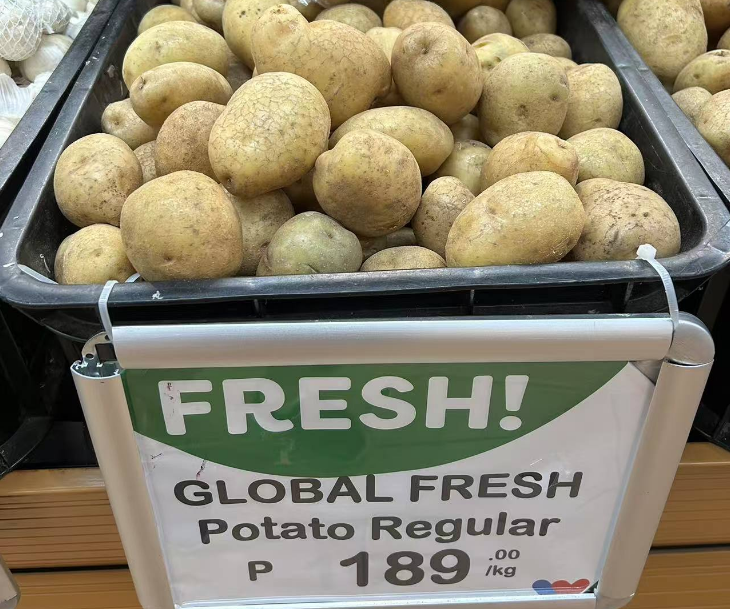 FRESH!
GLOBAL FRESH
Potato Regular
P 189.00/kg